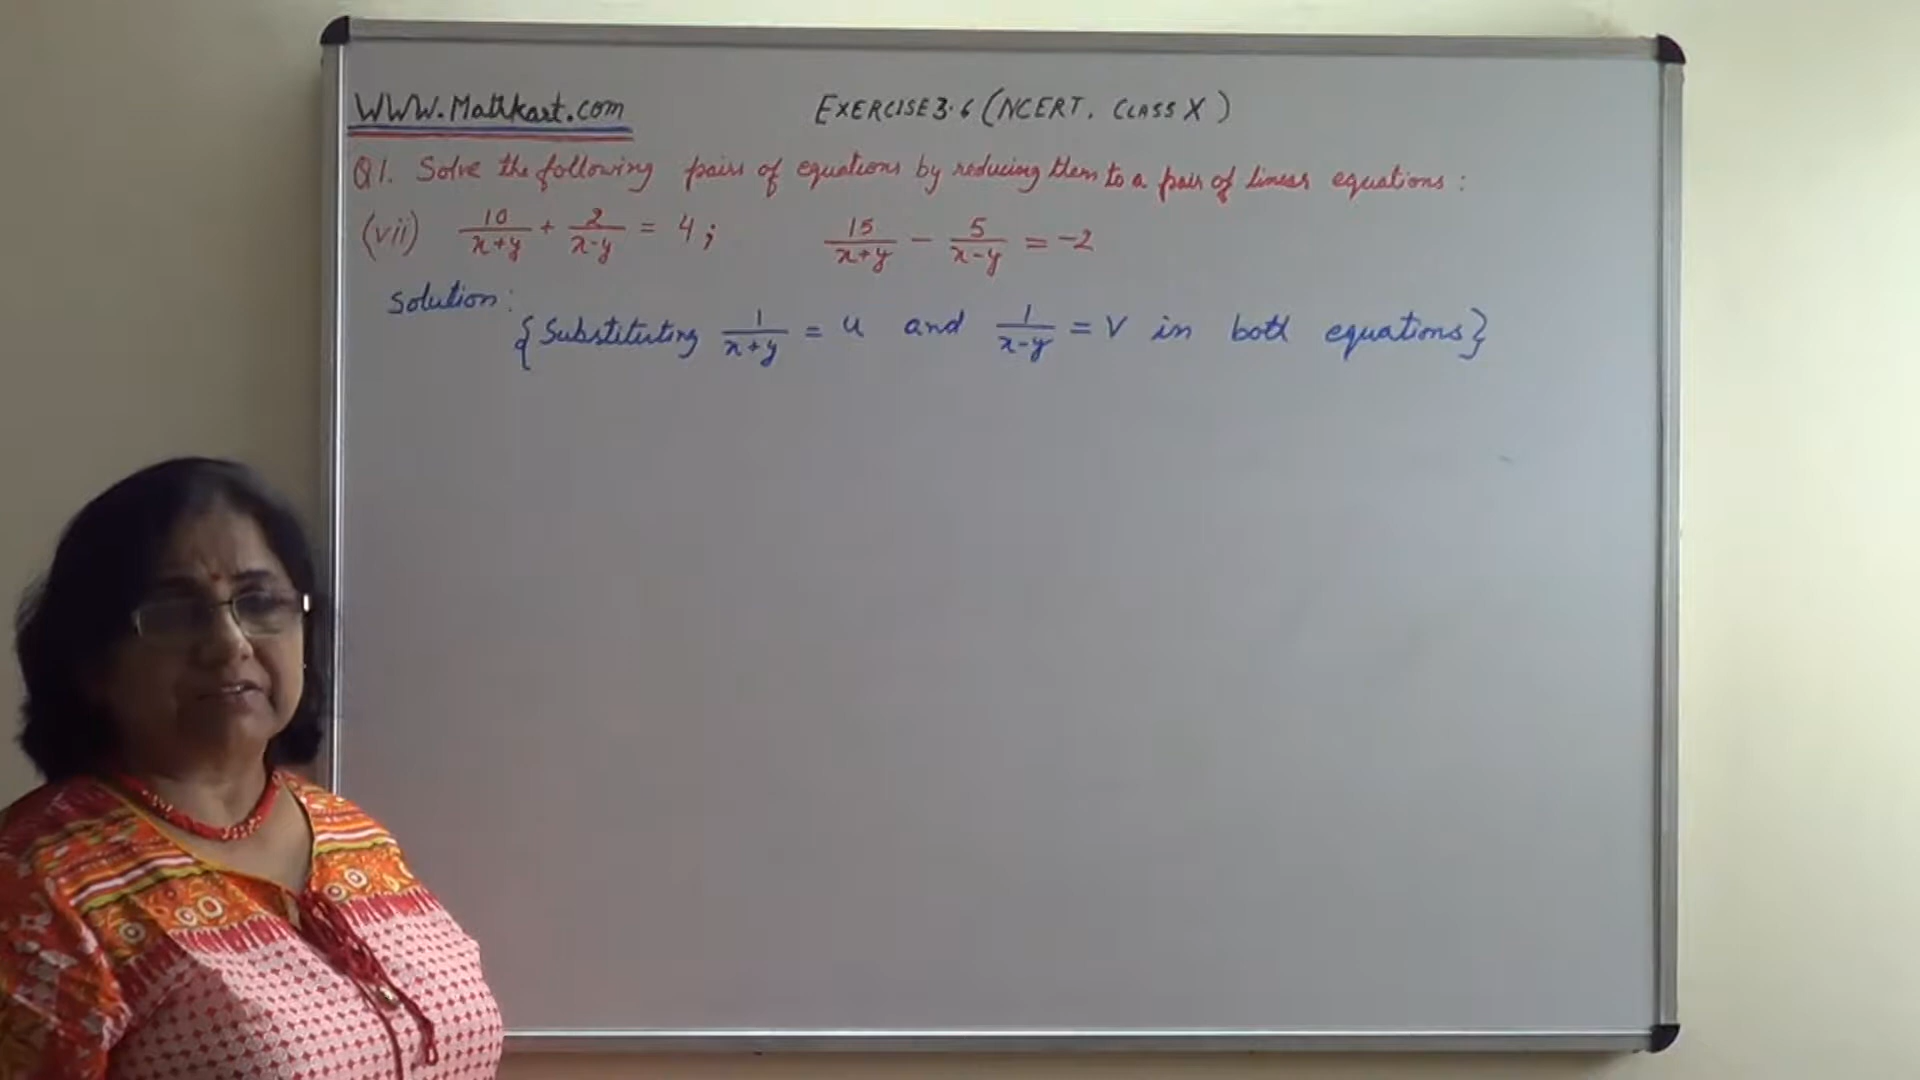 WWW.Mathkart.com EXERCISE 3.6 (NCERT. CLASS X)
Q1. Solve the following pairs of equations by reducing them to a pair of linear equations :
(vii) 10/(x+y) + 2/(x-y) = 4 ; 15/(x+y) - 5/(x-y) = -2
Solution:
{Substituting 1/(x+y) = u and 1/(x-y) = v in both equations}